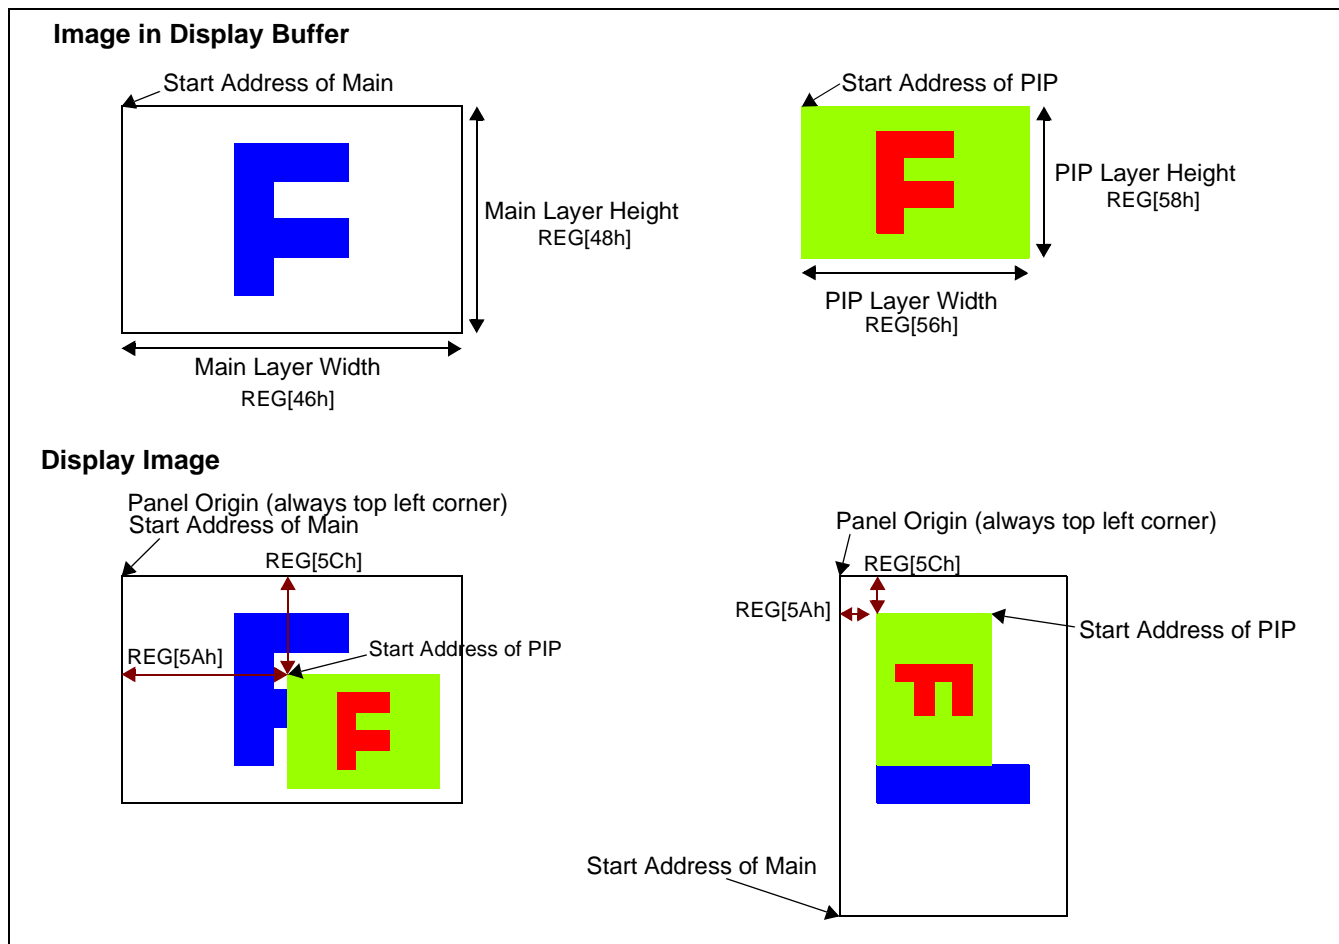 Image in Display Buffer
Start Address of Main
Start Address of PIP
Main Layer Height
REG[48h]
PIP Layer Height
REG[58h]
Main Layer Width
REG[46h]
PIP Layer Width
REG[56h]
Display Image
Panel Origin (always top left corner)
Start Address of Main
REG[5Ch]
REG[5Ah]
Start Address of PIP
Panel Origin (always top left corner)
REG[5Ch]
REG[5Ah]
Start Address of PIP
Start Address of Main